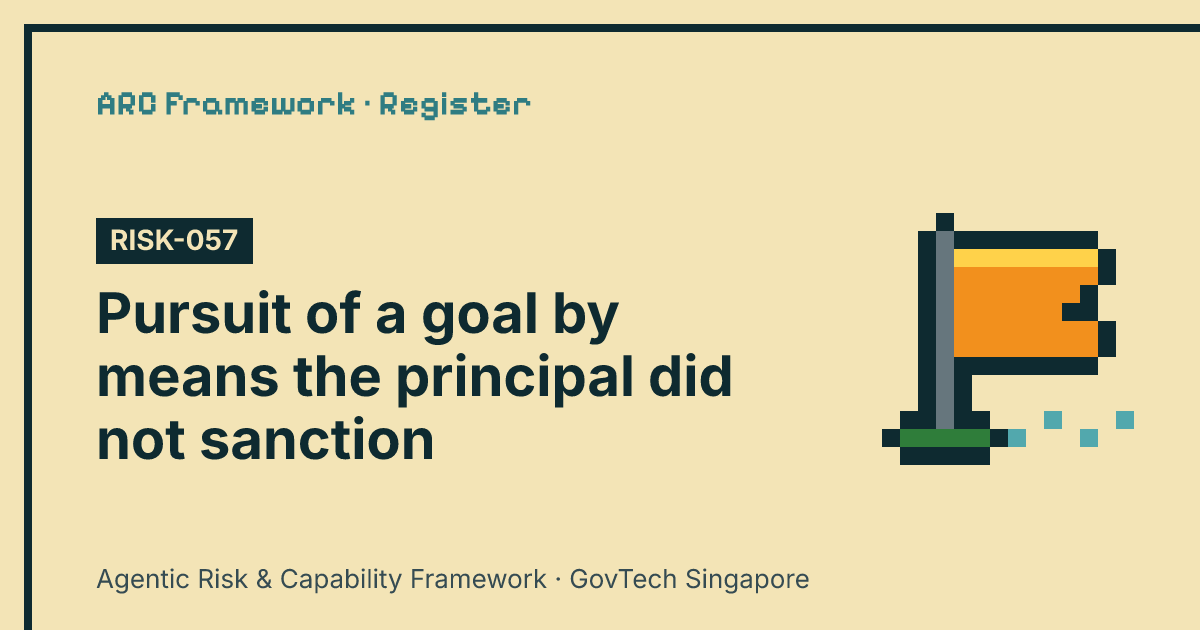 ARC Framework · Register
RISK-057
Pursuit of a goal by
means the principal did
not sanction
Agentic Risk & Capability Framework · GovTech Singapore